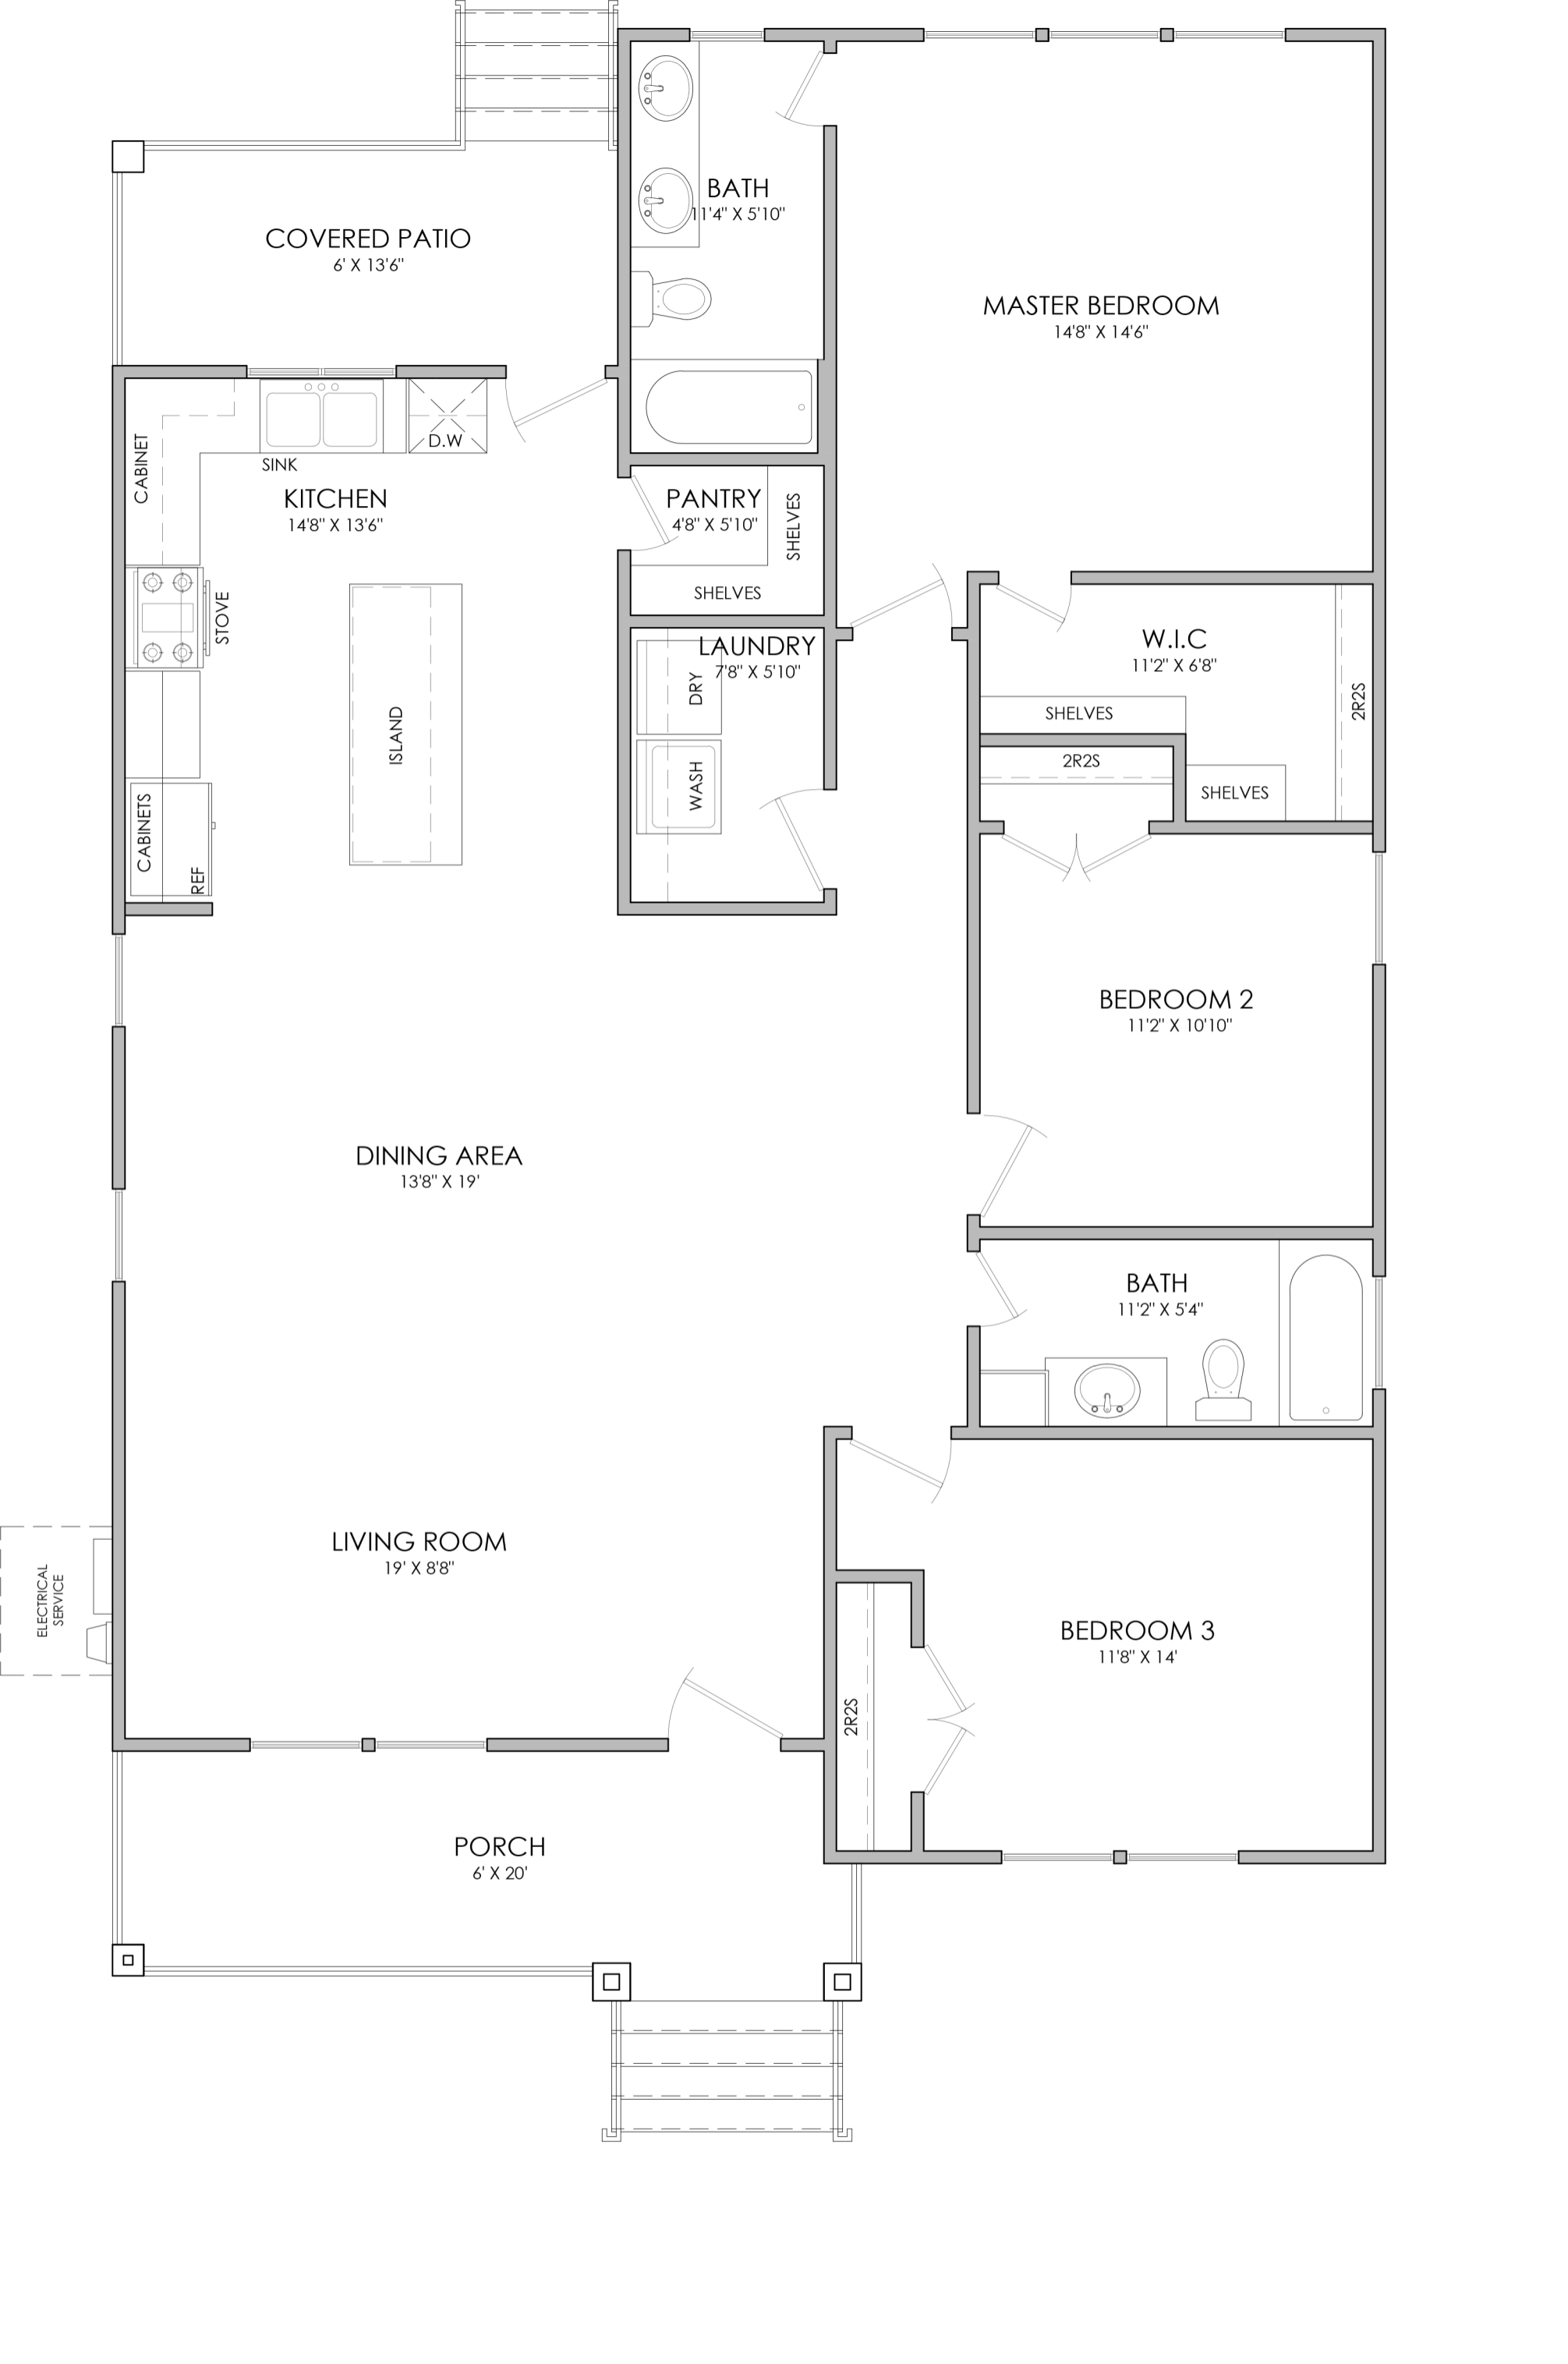 BATH
11'4" X 5'10"
COVERED PATIO
6' X 13'6"
MASTER BEDROOM
14'8" X 14'6"
CABINET
D.W
SINK
KITCHEN
14'8" X 13'6"
PANTRY
4'8" X 5'10"
SHELVES
SHELVES
STOVE
LAUNDRY
7'8" X 5'10"
DRY
WASH
ISLAND
CABINETS
REF
W.I.C
11'2" X 6'8"
SHELVES
2R2S
2R2S
SHELVES
BEDROOM 2
11'2" X 10'10"
DINING AREA
13'8" X 19'
BATH
11'2" X 5'4"
LIVING ROOM
19' X 8'8"
ELECTRICAL
SERVICE
BEDROOM 3
11'8" X 14'
2R2S
PORCH
6' X 20'